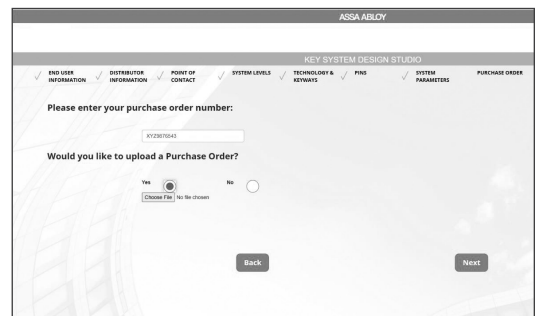 ASSA ABLOY
KEY SYSTEM DESIGN STUDIO
END USER INFORMATION
DISTRIBUTOR INFORMATION
POINT OF CONTACT
SYSTEM LEVELS
TECHNOLOGY & KEYWAYS
PINS
SYSTEM PARAMETERS
PURCHASE ORDER
Please enter your purchase order number:
XYZ9876543
Would you like to upload a Purchase Order?
Yes No
Choose File No file chosen
Back Next